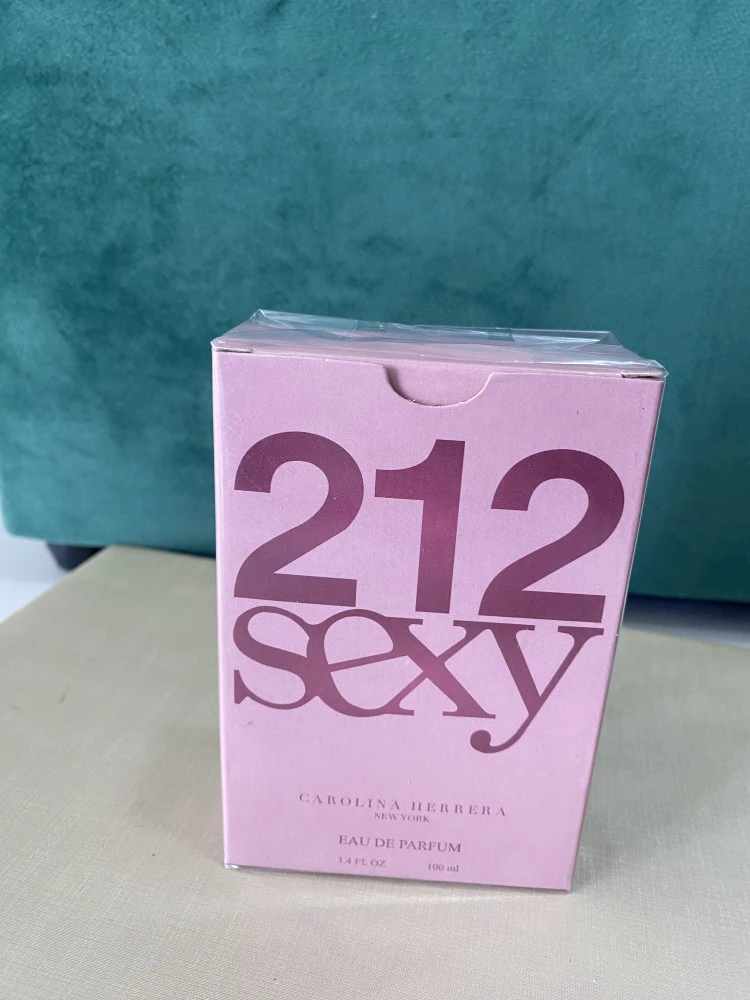 212
sexy
CAROLINA HERRERA
NEW YORK
EAU DE PARFUM
3.4 FL OZ 100 ml